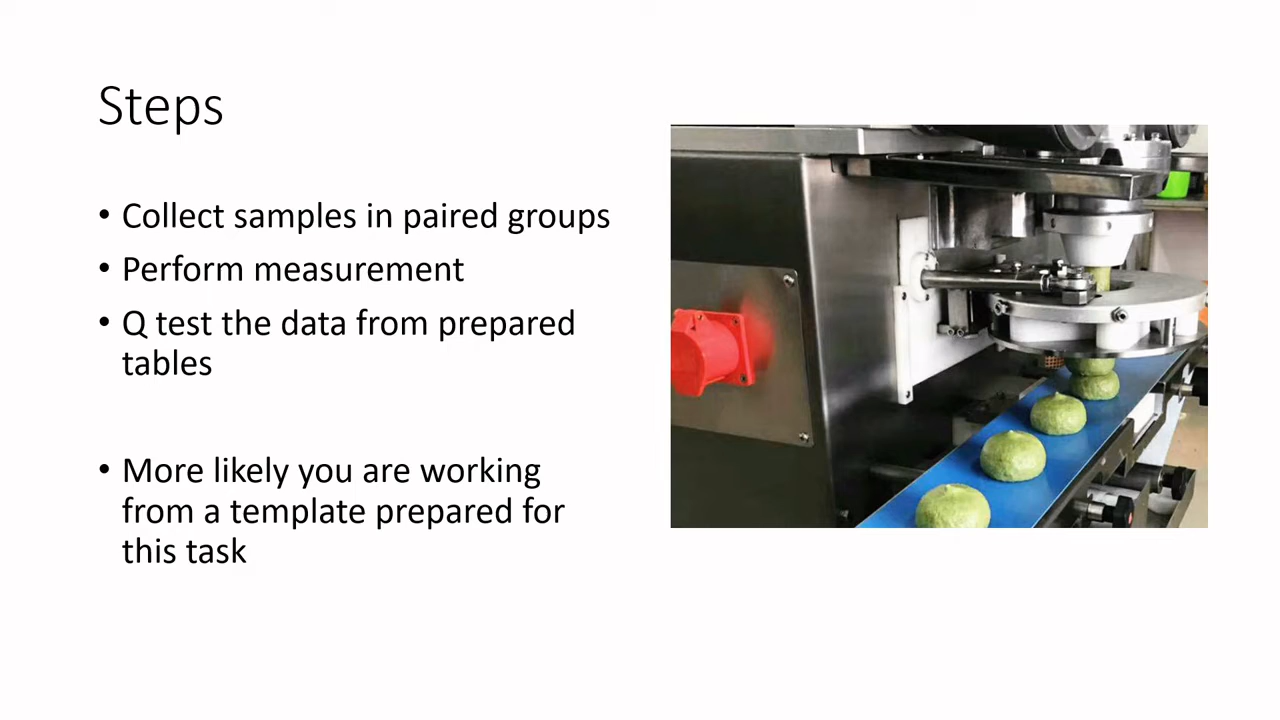 Steps
• Collect samples in paired groups
• Perform measurement
• Q test the data from prepared
tables
• More likely you are working
from a template prepared for
this task